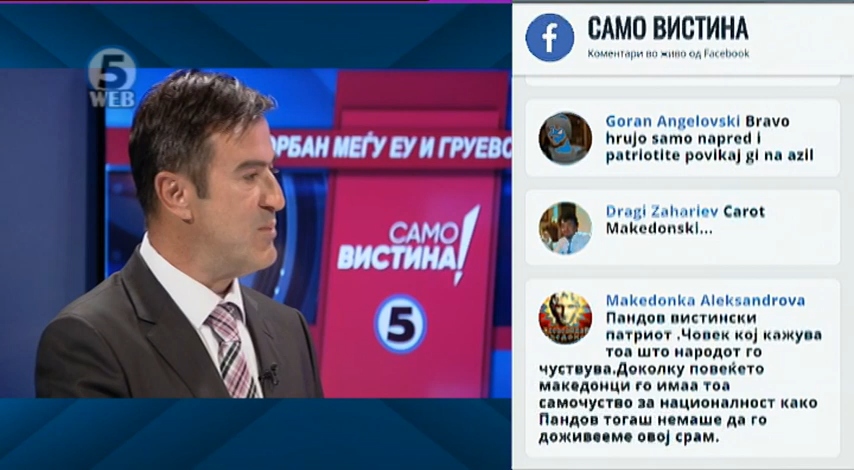 5
WEB
ОРБАН МЕЃУ ЕУ И ГРУЕВС
САМО
ВИСТИНА!
5
f САМО ВИСТИНА
Коментари во живо од Facebook
Goran Angelovski Bravo
hrujo samo napred i
patriotite povikaj gi na azil
Dragi Zahariev Carot
Makedonski...
Makedonka Aleksandrova
Пандов вистински
патриот .Човек кој кажува
тоа што народот го
чуствува.Доколку повеќето
македонци го имаа тоа
самочуство за националност како
Пандов тогаш немаше да го
доживееме овој срам.